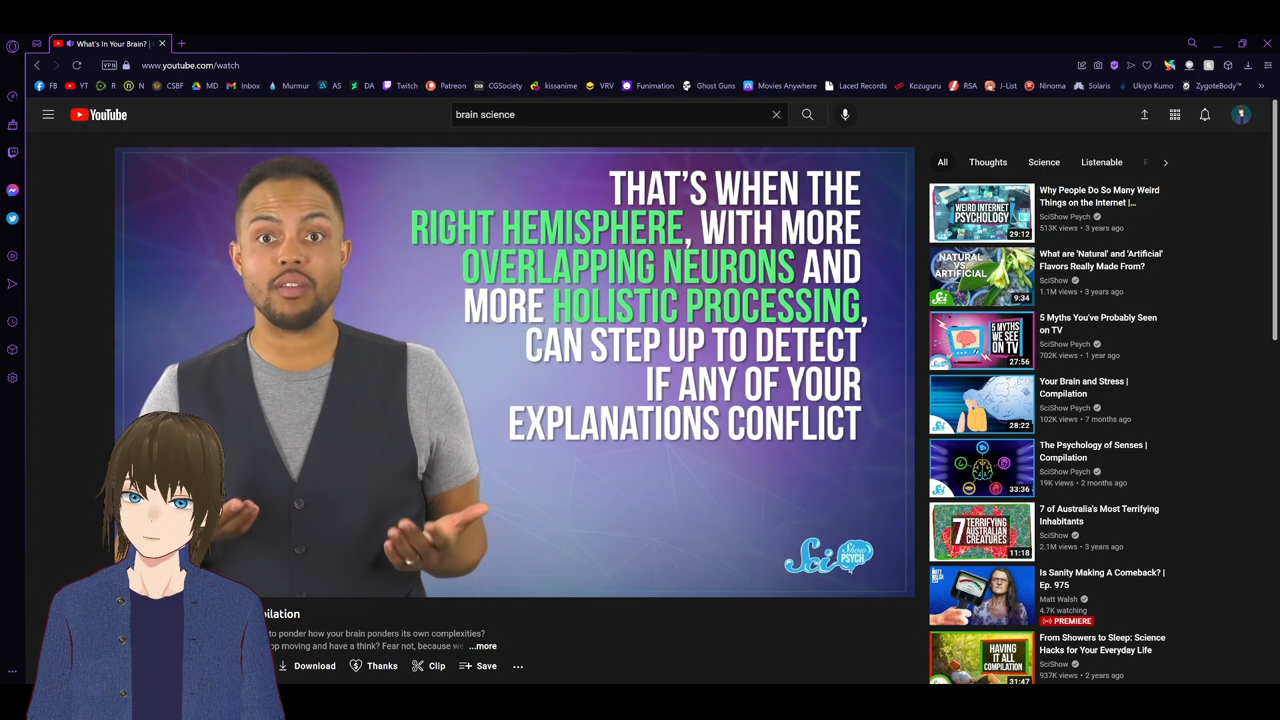 What's In Your Brain? |
www.youtube.com/watch
VPN
FB
YT
R
N
CSBF
MD
Inbox
Murmur
AS
DA
Twitch
Patreon
CGSociety
kissanime
VRV
Funimation
Ghost Guns
Movies Anywhere
Laced Records
Kozuguru
RSA
J-List
Ninoma
Solaris
Ukiyo Kumo
ZygoteBody™
YouTube
brain science
THAT'S WHEN THE
RIGHT HEMISPHERE, WITH MORE
OVERLAPPING NEURONS AND
MORE HOLISTIC PROCESSING,
CAN STEP UP TO DETECT
IF ANY OF YOUR
EXPLANATIONS CONFLICT
Sci Show
PSYCH
pilation
to ponder how your brain ponders its own complexities?
op moving and have a think? Fear not, because w
...more
Download
Thanks
Clip
Save
All
Thoughts
Science
Listenable
WEIRD INTERNET
PSYCHOLOGY
29:12
Why People Do So Many Weird
Things on the Internet |...
SciShow Psych
513K views • 3 years ago
NATURAL
VS.
ARTIFICIAL
9:34
What are 'Natural' and 'Artificial'
Flavors Really Made From?
SciShow
1.1M views • 3 years ago
5 MYTHS
WE SEE
ON TV
27:56
5 Myths You've Probably Seen
on TV
SciShow Psych
702K views • 1 year ago
28:22
Your Brain and Stress |
Compilation
SciShow Psych
102K views • 7 months ago
33:36
The Psychology of Senses |
Compilation
SciShow Psych
19K views • 2 months ago
7 TERRIFYING
AUSTRALIAN
CREATURES
11:18
7 of Australia's Most Terrifying
Inhabitants
SciShow
2.1M views • 3 years ago
Is Sanity Making A Comeback? |
Ep. 975
Matt Walsh
4.7K watching
PREMIERE
HAVING
IT ALL
COMPILATION
31:47
From Showers to Sleep: Science
Hacks for Your Everyday Life
SciShow
937K views • 2 years ago